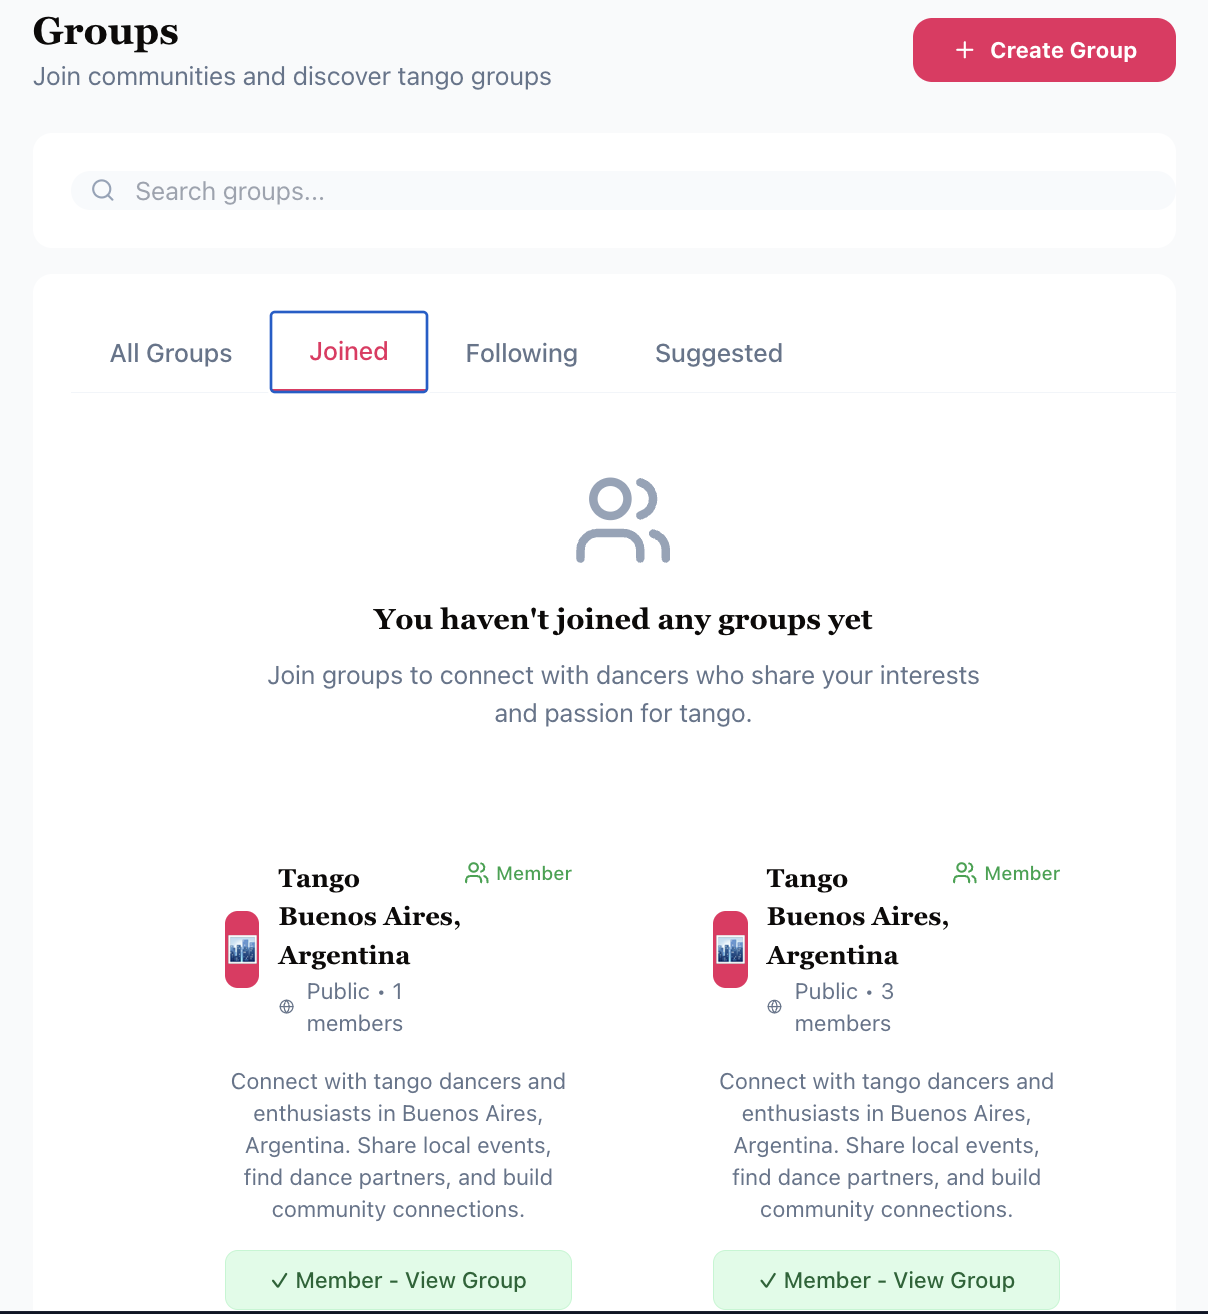 Groups
Join communities and discover tango groups
+ Create Group
Search groups...
All Groups
Joined
Following
Suggested
You haven't joined any groups yet
Join groups to connect with dancers who share your interests
and passion for tango.
Tango
Buenos Aires,
Argentina
Member
Public • 1
members
Connect with tango dancers and
enthusiasts in Buenos Aires,
Argentina. Share local events,
find dance partners, and build
community connections.
✓ Member - View Group
Tango
Buenos Aires,
Argentina
Member
Public • 3
members
Connect with tango dancers and
enthusiasts in Buenos Aires,
Argentina. Share local events,
find dance partners, and build
community connections.
✓ Member - View Group